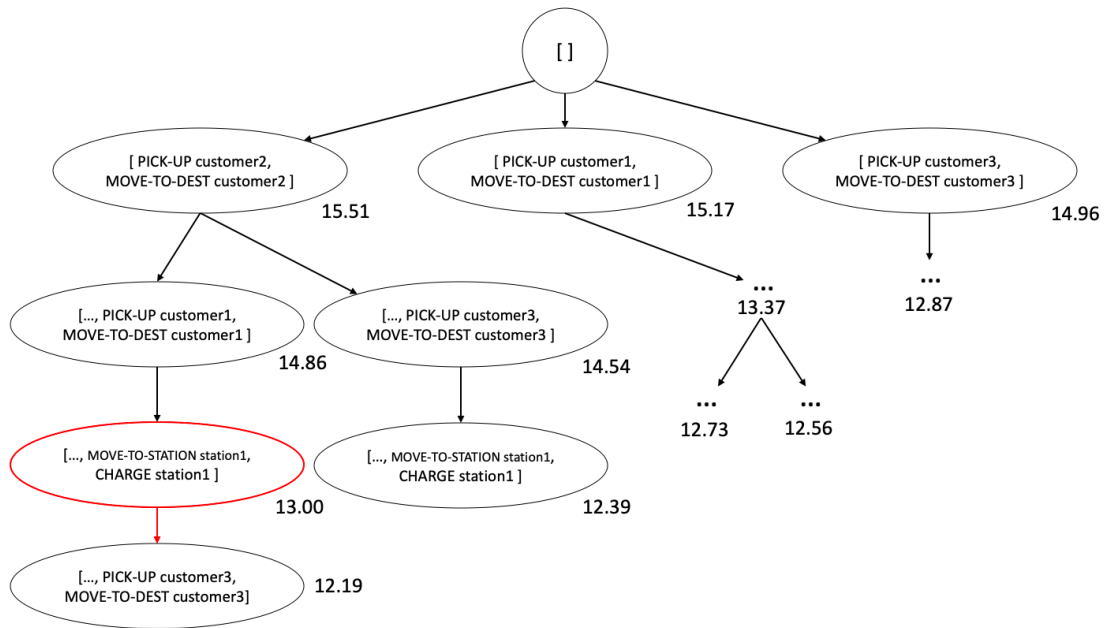 [ ]
[ PICK-UP customer2,
MOVE-TO-DEST customer2 ]
15.51
[ PICK-UP customer1,
MOVE-TO-DEST customer1 ]
15.17
[ PICK-UP customer3,
MOVE-TO-DEST customer3 ]
14.96
[..., PICK-UP customer1,
MOVE-TO-DEST customer1 ]
14.86
[..., PICK-UP customer3,
MOVE-TO-DEST customer3 ]
14.54
...
13.37
...
12.87
[..., MOVE-TO-STATION station1,
CHARGE station1 ]
13.00
[..., MOVE-TO-STATION station1,
CHARGE station1 ]
12.39
...
12.73
...
12.56
[..., PICK-UP customer3,
MOVE-TO-DEST customer3]
12.19